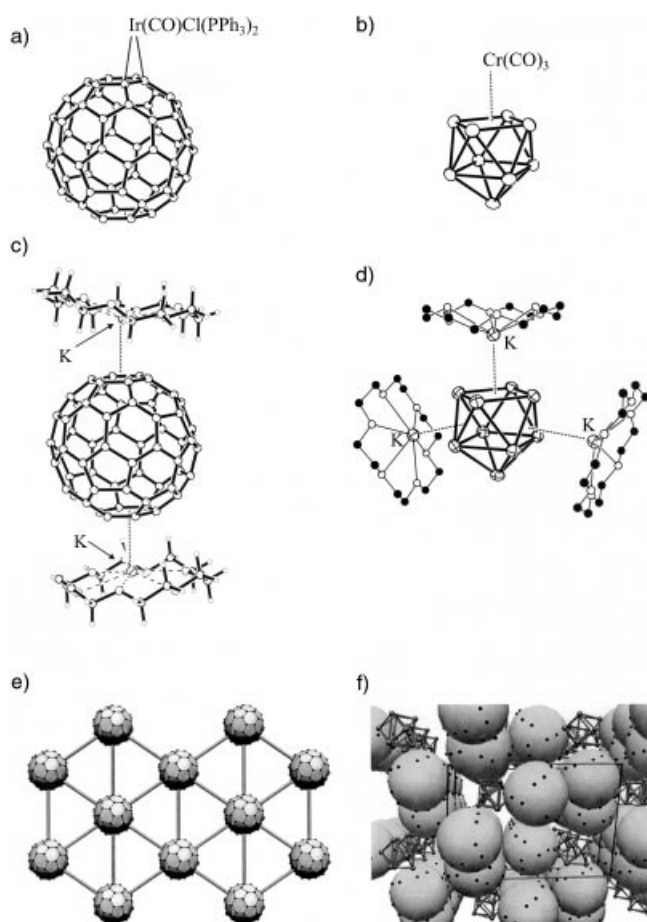 a)
Ir(CO)Cl(PPh₃)₂
b)
Cr(CO)₃
c)
K
K
d)
K
K
K
e)
f)